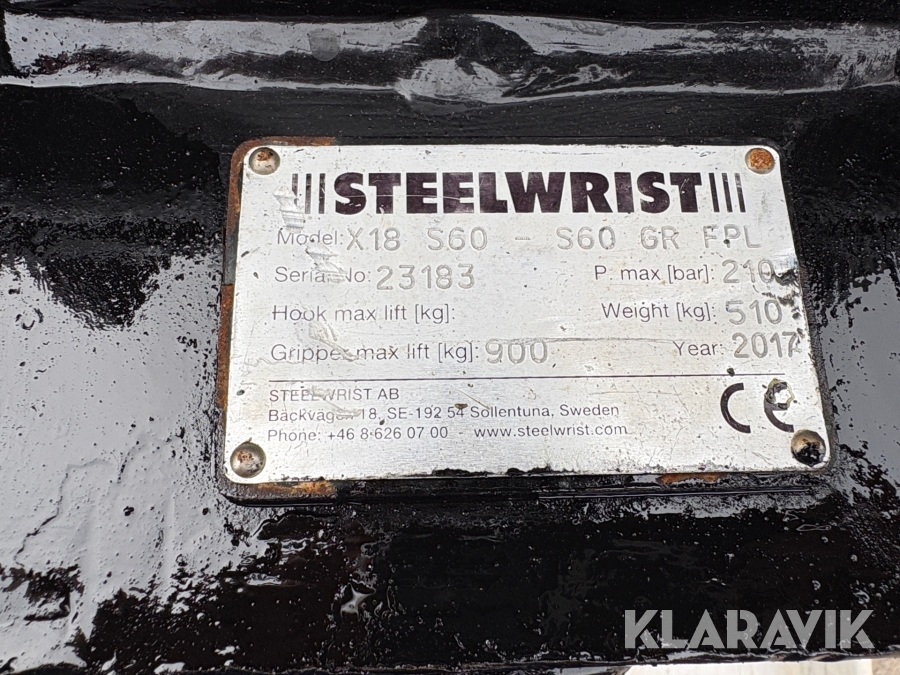 STEELWRIST
Model: X18 S60 - S60 GR FPL
Serial No: 23183 P max [bar]: 210
Hook max lift [kg]: Weight [kg]: 510
Gripper max lift [kg]: 900 Year: 2017
STEELWRIST AB
Bäckvägen 18, SE-192 54 Sollentuna, Sweden
Phone: +46 8-626 07 00 - www.steelwrist.com
CE
KLARAVIK